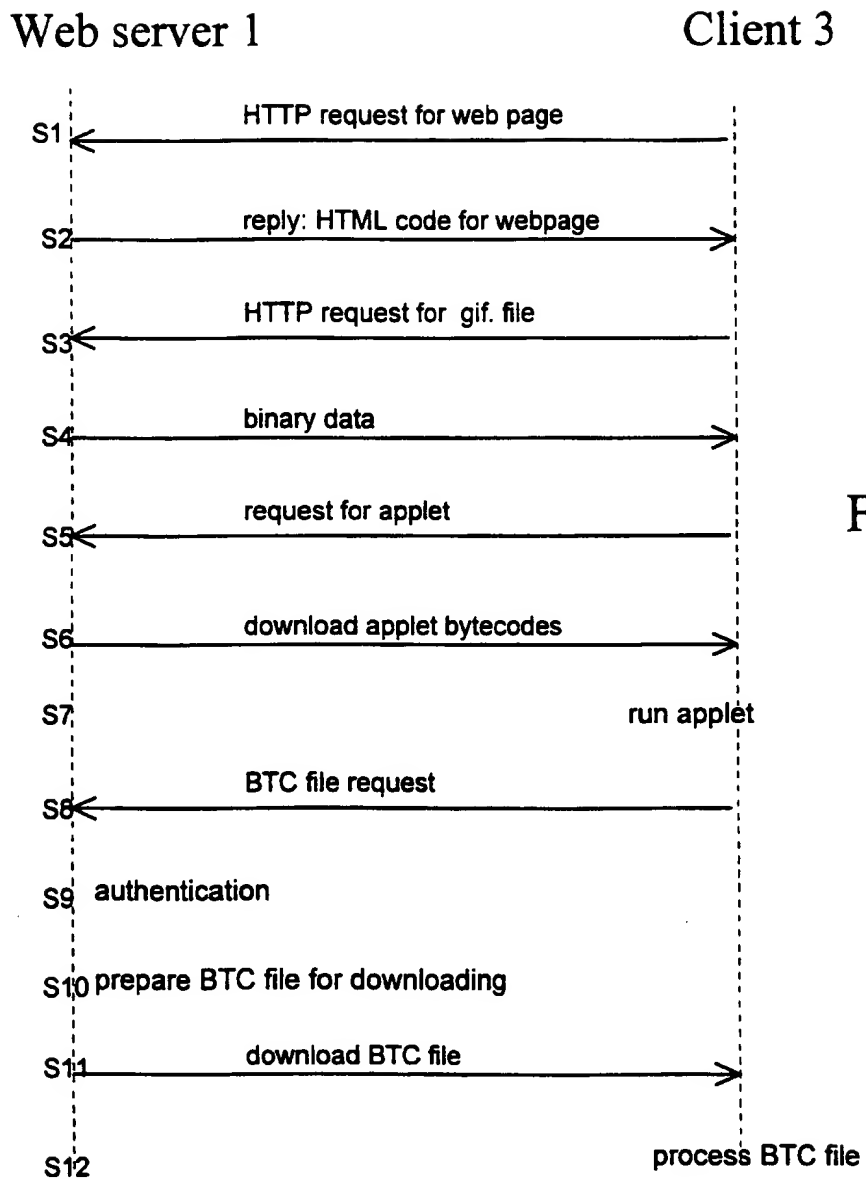 Web server 1 Client 3
S1 HTTP request for web page
S2 reply: HTML code for webpage
S3 HTTP request for gif. file
S4 binary data
S5 request for applet
F
S6 download applet bytecodes
S7 run applet
S8 BTC file request
S9 authentication
S10 prepare BTC file for downloading
S11 download BTC file
S12 process BTC file